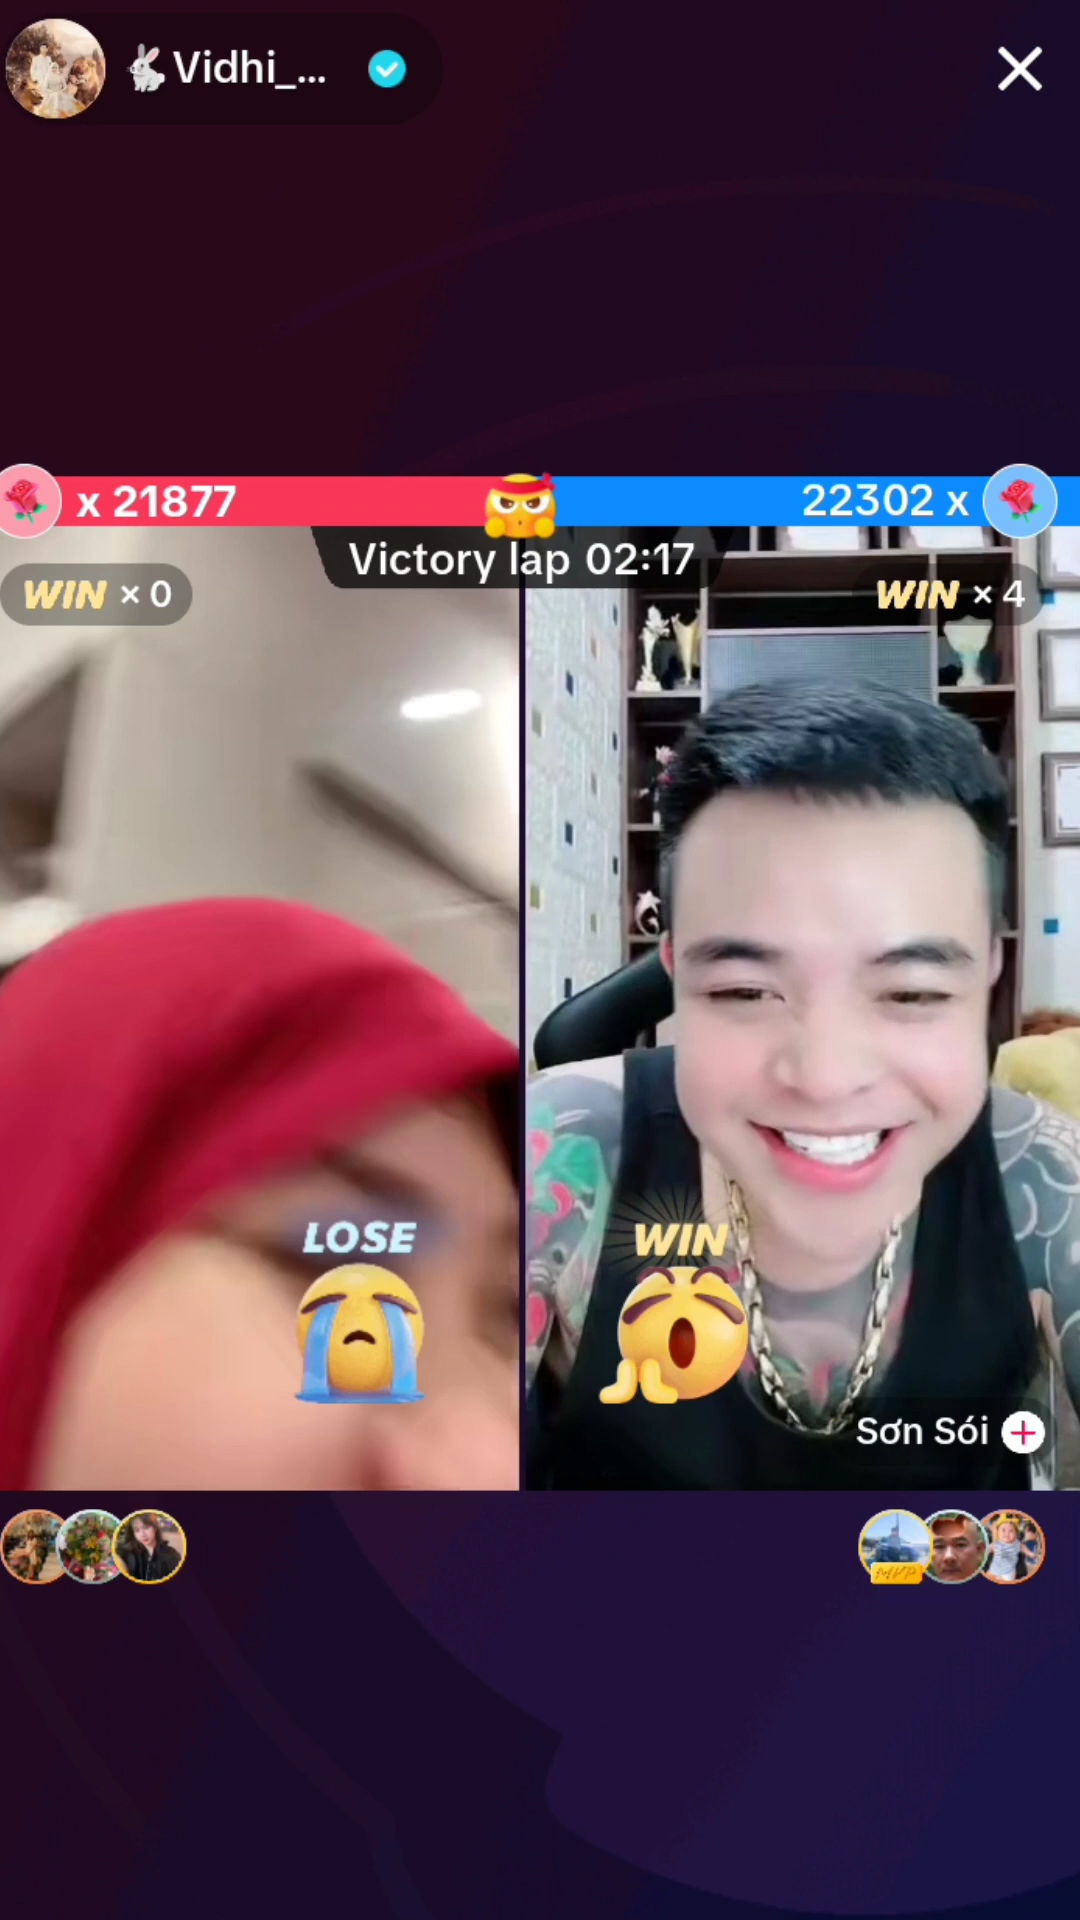 Vidhi_...
x 21877
22302 x
Victory lap 02:17
WIN × 0
WIN × 4
LOSE
WIN
Sơn Sói
MVP